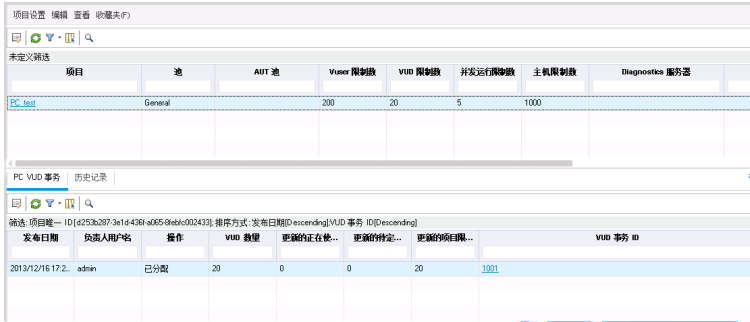 项目设置 编辑 查看 收藏夹(F)
未定义筛选
项目 池 AUT 池 Vuser 限制数 VUD 限制数 并发运行限制数 主机限制数 Diagnostics 服务器
PC_test General 200 20 5 1000
PC VUD 事务 历史记录
筛选: 项目唯一 ID[d253b287-3e1d-436f-a065-8febfc002433]; 排序方式: 发布日期[Descending];VUD 事务 ID[Descending]
发布日期 负责人用户名 操作 VUD 数量 更新的正在使... 更新的待定... 更新的项目限... VUD 事务 ID
2013/12/16 17:2... admin 已分配 20 0 0 20 1001